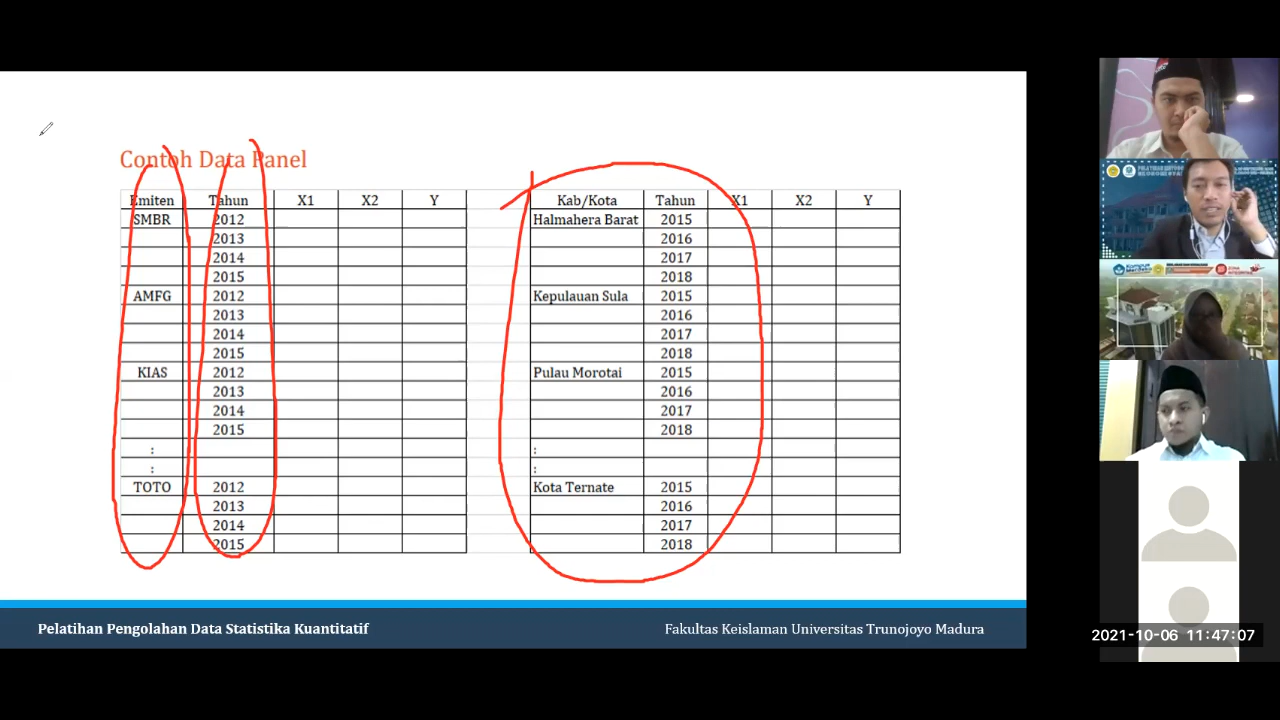 Contoh Data Panel
Emiten Tahun X1 X2 Y Kab/Kota Tahun X1 X2 Y
SMBR 2012 Halmahera Barat 2015
2013 2016
2014 2017
2015 2018
AMFG 2012 Kepulauan Sula 2015
2013 2016
2014 2017
2015 2018
KIAS 2012 Pulau Morotai 2015
2013 2016
2014 2017
2015 2018
: :
: :
TOTO 2012 Kota Ternate 2015
2013 2016
2014 2017
2015 2018
Pelatihan Pengolahan Data Statistika Kuantitatif Fakultas Keislaman Universitas Trunojoyo Madura
2021-10-06 11:47:07